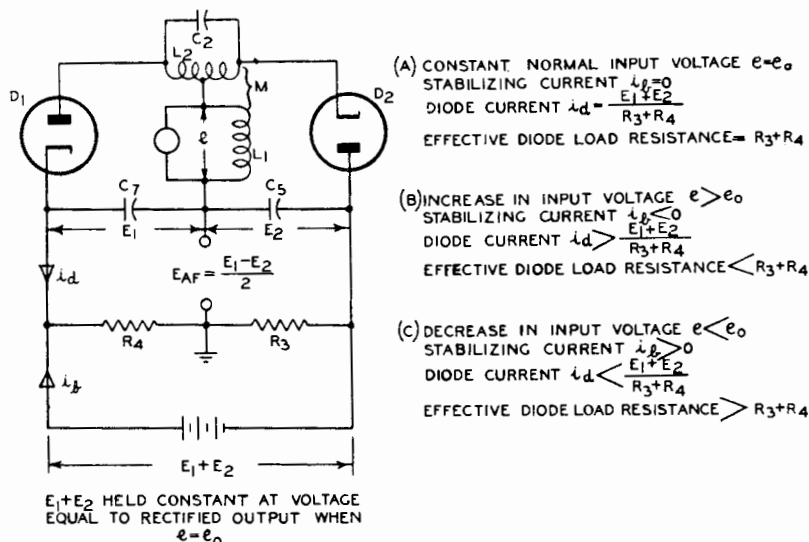 C2
L2
M
D1
D2
e
L1
C7
C5
E1
E2
id
EAF = E1-E2/2
R4
R3
ib
E1+E2
E1+E2 HELD CONSTANT AT VOLTAGE
EQUAL TO RECTIFIED OUTPUT WHEN
e=eo
(A) CONSTANT NORMAL INPUT VOLTAGE e=eo
STABILIZING CURRENT ib=0
DIODE CURRENT id = E1+E2/R3+R4
EFFECTIVE DIODE LOAD RESISTANCE = R3+R4
(B) INCREASE IN INPUT VOLTAGE e>eo
STABILIZING CURRENT ib<0
DIODE CURRENT id > E1+E2/R3+R4
EFFECTIVE DIODE LOAD RESISTANCE < R3+R4
(C) DECREASE IN INPUT VOLTAGE e<eo
STABILIZING CURRENT ib>0
DIODE CURRENT id < E1+E2/R3+R4
EFFECTIVE DIODE LOAD RESISTANCE > R3+R4